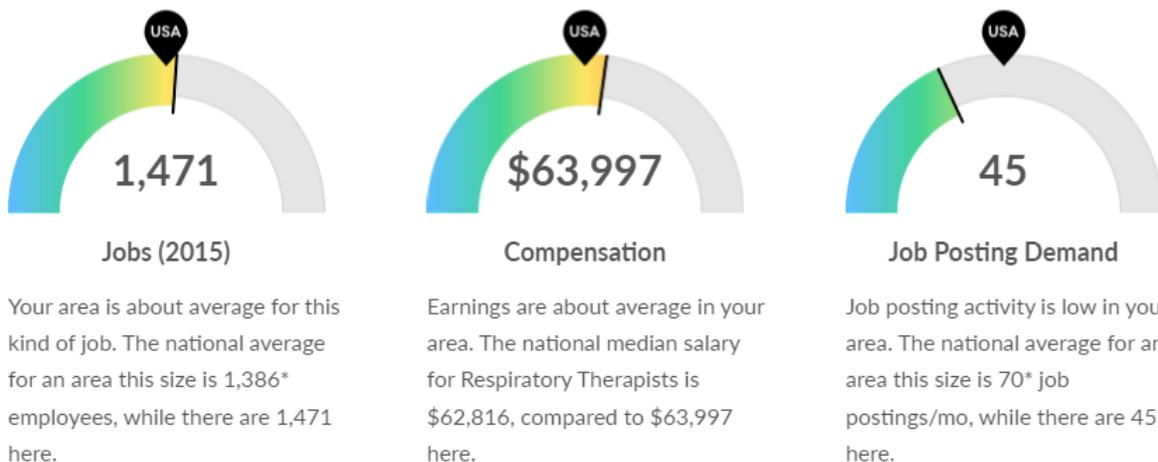 USA
1,471
Jobs (2015)
Your area is about average for this
kind of job. The national average
for an area this size is 1,386*
employees, while there are 1,471
here.
USA
$63,997
Compensation
Earnings are about average in your
area. The national median salary
for Respiratory Therapists is
$62,816, compared to $63,997
here.
USA
45
Job Posting Demand
Job posting activity is low in you
area. The national average for an
area this size is 70* job
postings/mo, while there are 45
here.